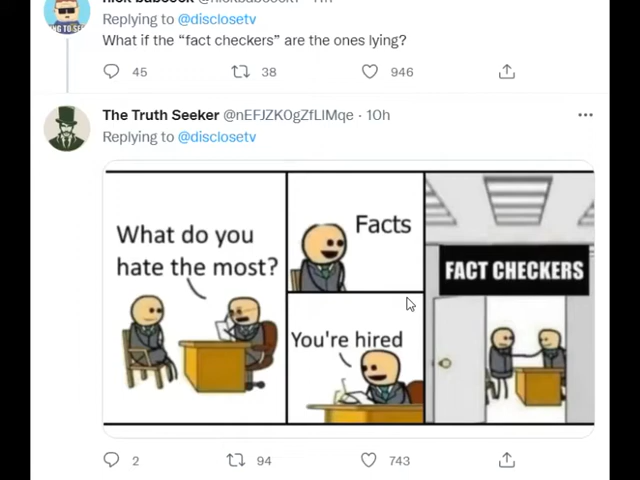 Replying to @disclosetv
What if the “fact checkers” are the ones lying?
45 38 946
The Truth Seeker @nEFJZKOgZfLlMqe · 10h
Replying to @disclosetv
What do you
hate the most?
Facts
You're hired
FACT CHECKERS
2 94 743